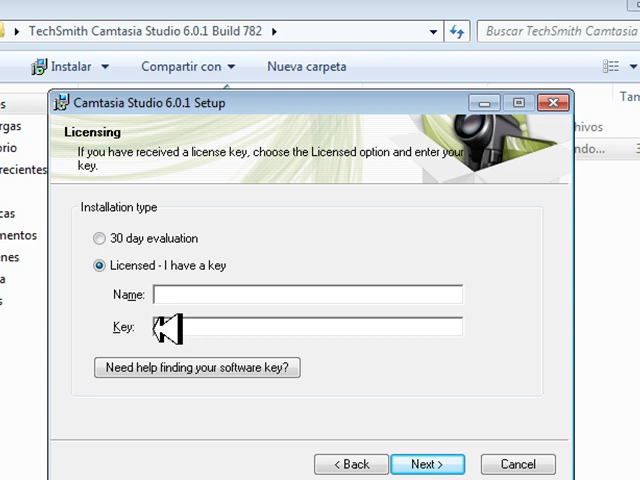 TechSmith Camtasia Studio 6.0.1 Build 782
Buscar TechSmith Camtasia
Instalar
Compartir con
Nueva carpeta
Camtasia Studio 6.0.1 Setup
Licensing
If you have received a license key, choose the Licensed option and enter your
key.
Installation type
30 day evaluation
Licensed - I have a key
Name:
Key:
Need help finding your software key?
< Back
Next >
Cancel
recientes